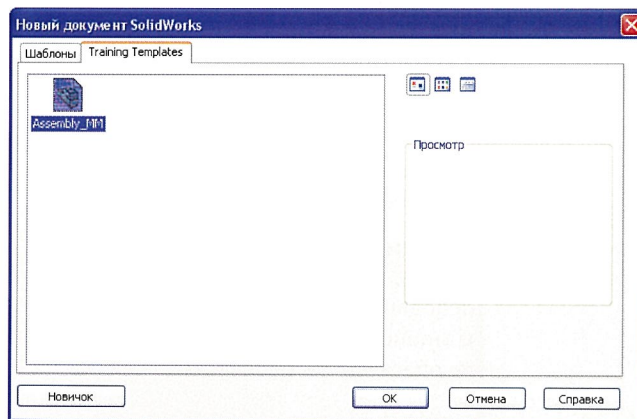 Новый документ SolidWorks
Шаблоны Training Templates
Assembly_MM
Просмотр
Новичок OK Отмена Справка